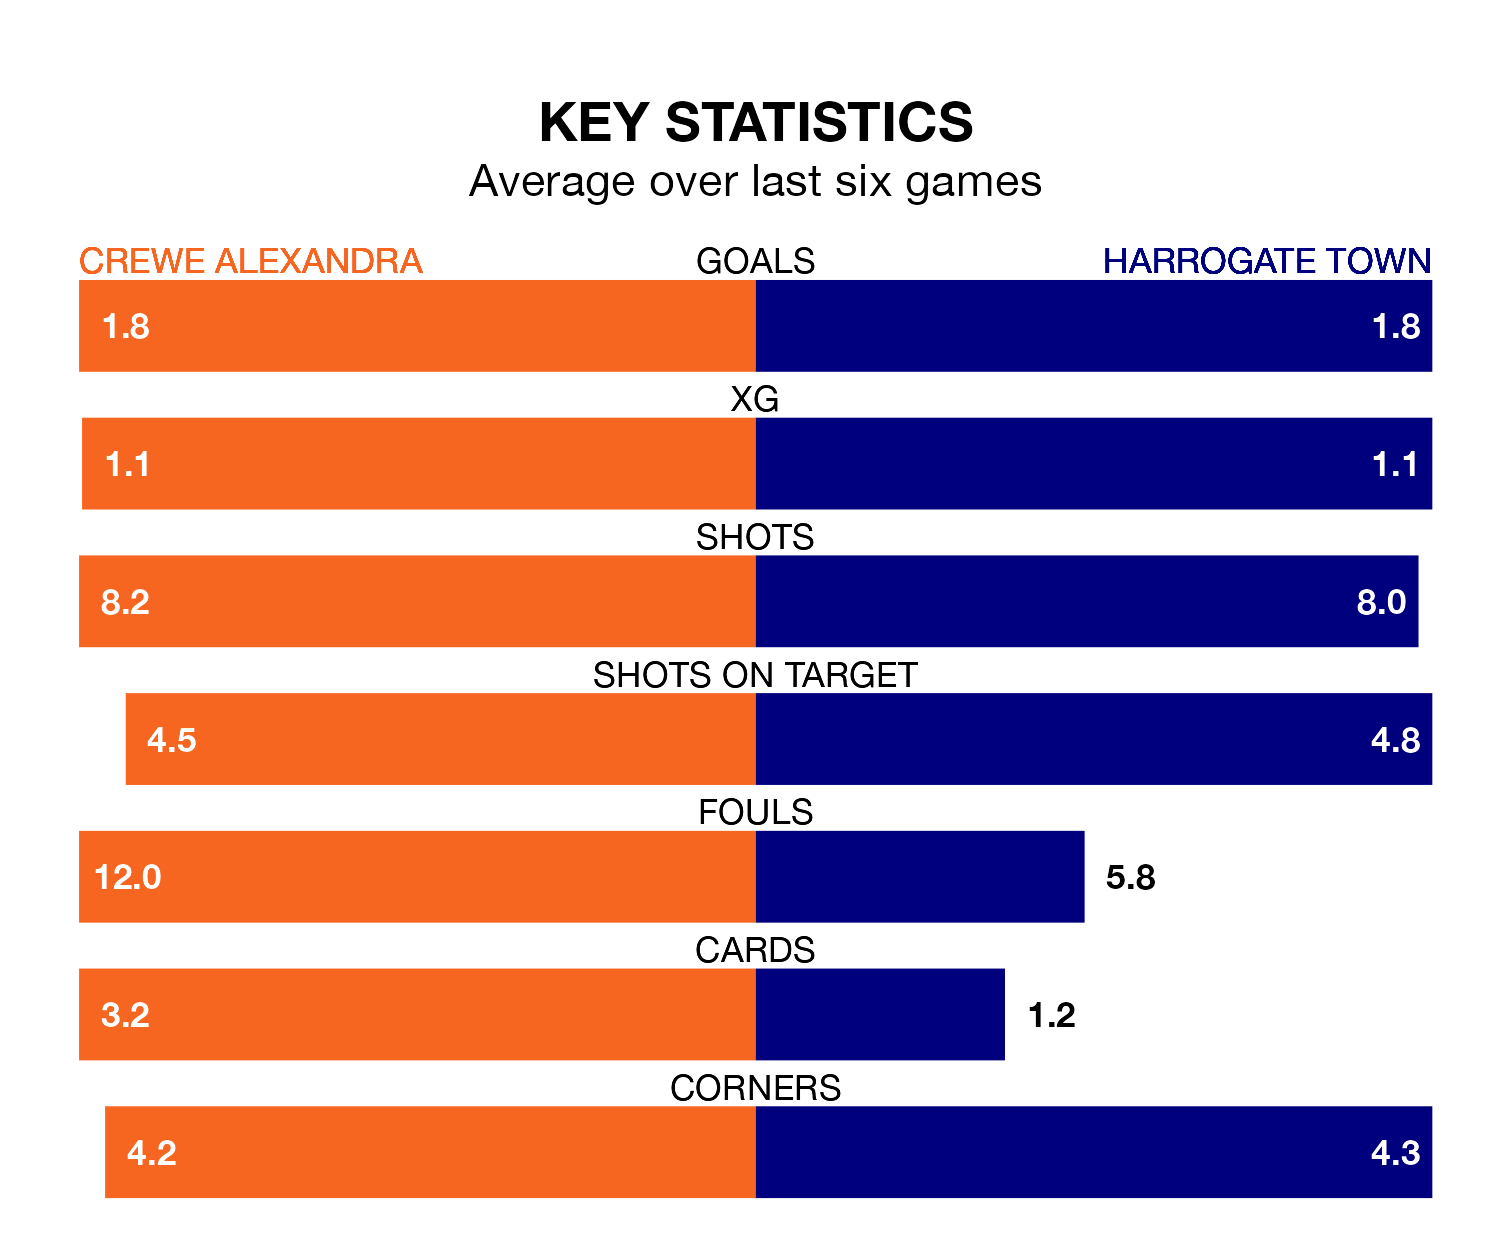 KEY STATISTICS
Average over last six games
CREWE ALEXANDRA GOALS HARROGATE TOWN
1.8 1.8
XG
1.1 1.1
SHOTS
8.2 8.0
SHOTS ON TARGET
4.5 4.8
FOULS
12.0 5.8
CARDS
3.2 1.2
CORNERS
4.2 4.3